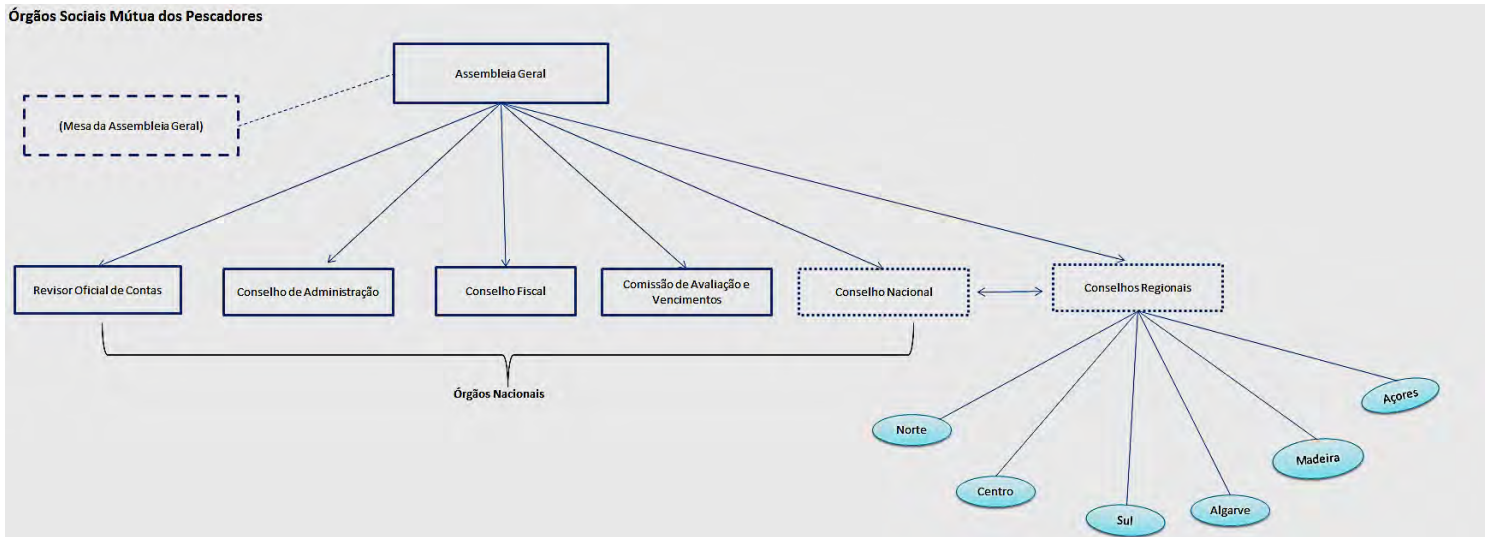 Órgãos Sociais Mútua dos Pescadores
Assembleia Geral
(Mesa da Assembleia Geral)
Revisor Oficial de Contas
Conselho de Administração
Conselho Fiscal
Comissão de Avaliação e
Vencimentos
Conselho Nacional
Conselhos Regionais
Órgãos Nacionais
Norte
Centro
Sul
Algarve
Madeira
Açores